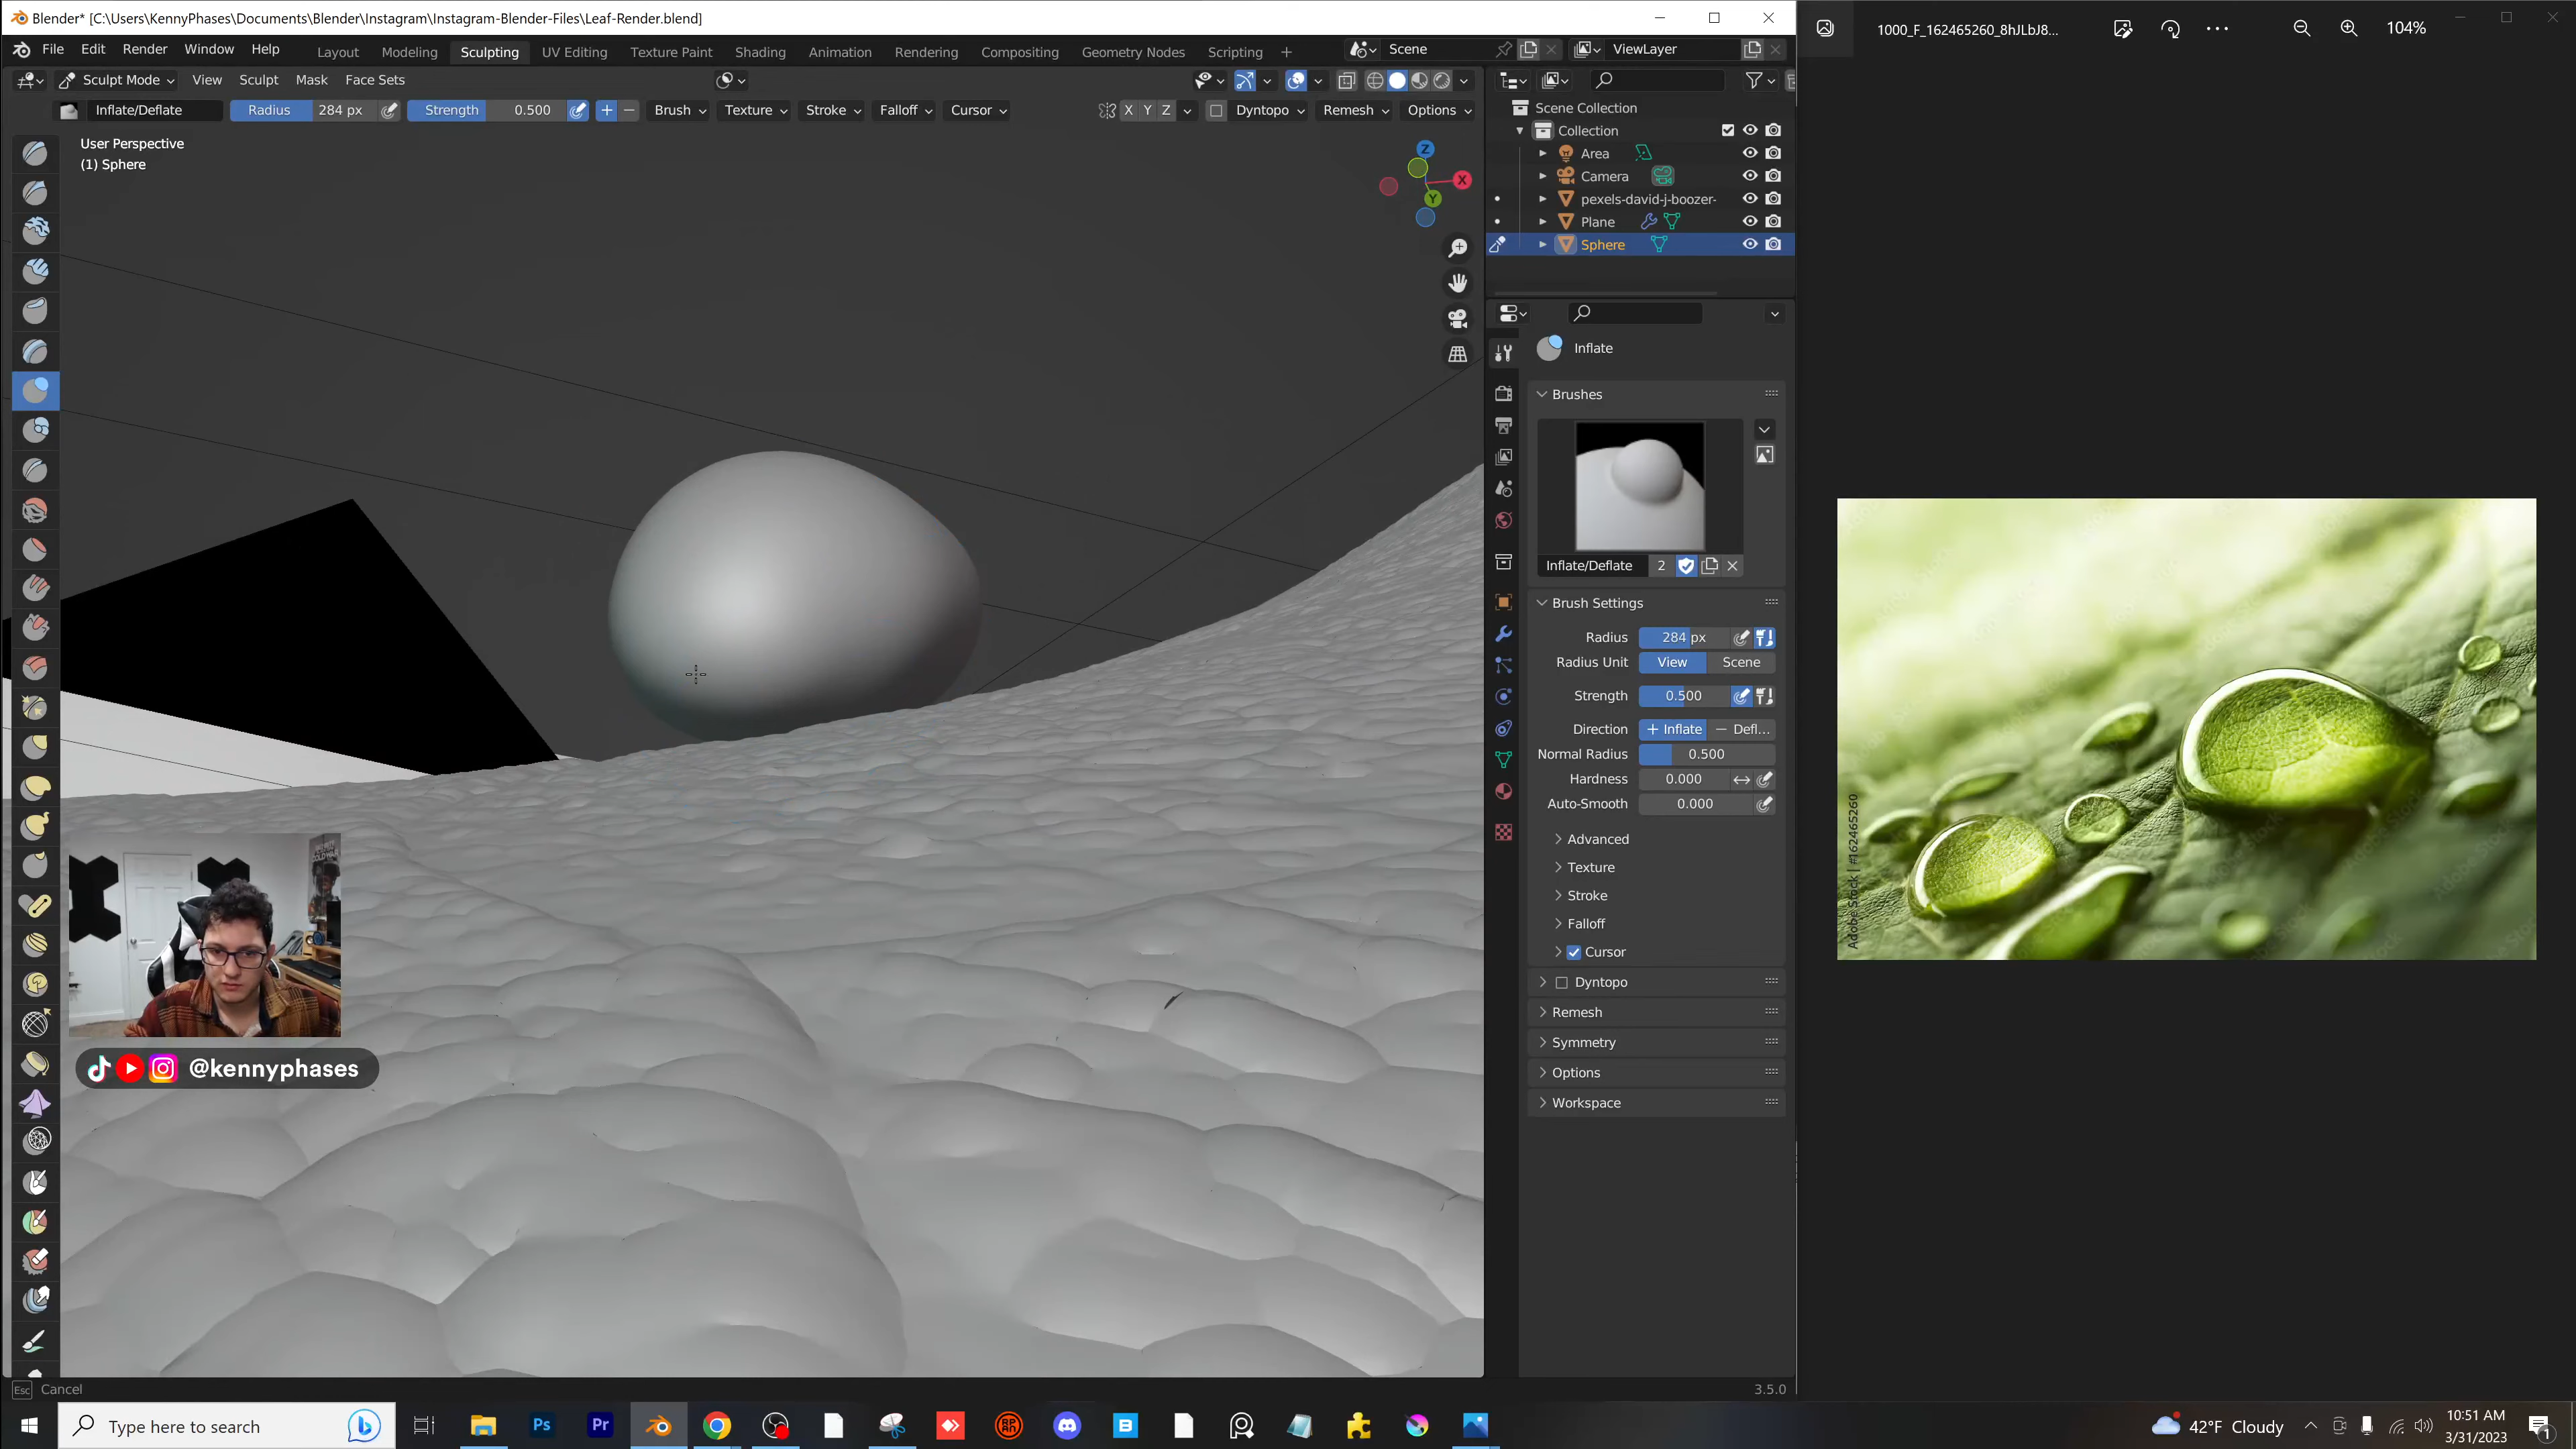 Blender* [C:\Users\KennyPhases\Documents\Blender\Instagram\Instagram-Blender-Files\Leaf-Render.blend]
1000_F_162465260_8hJLbJ8...
104%
File Edit Render Window Help
Layout Modeling Sculpting UV Editing Texture Paint Shading Animation Rendering Compositing Geometry Nodes Scripting +
Scene
ViewLayer
Sculpt Mode View Sculpt Mask Face Sets
Inflate/Deflate Radius 284 px Strength 0.500 Brush Texture Stroke Falloff Cursor
X Y Z Dyntopo Remesh Options
User Perspective
(1) Sphere
Z
X
Y
Scene Collection
Collection
Area
Camera
pexels-david-j-boozer-
Plane
Sphere
Inflate
Brushes
Inflate/Deflate 2
Brush Settings
Radius 284 px
Radius Unit View Scene
Strength 0.500
Direction + Inflate − Defl...
Normal Radius 0.500
Hardness 0.000
Auto-Smooth 0.000
Advanced
Texture
Stroke
Falloff
Cursor
Dyntopo
Remesh
Symmetry
Options
Workspace
Adobe Stock | #162465260
@kennyphases
Esc Cancel
3.5.0
Type here to search
Ps
Pr
B
42°F Cloudy
10:51 AM
3/31/2023
1